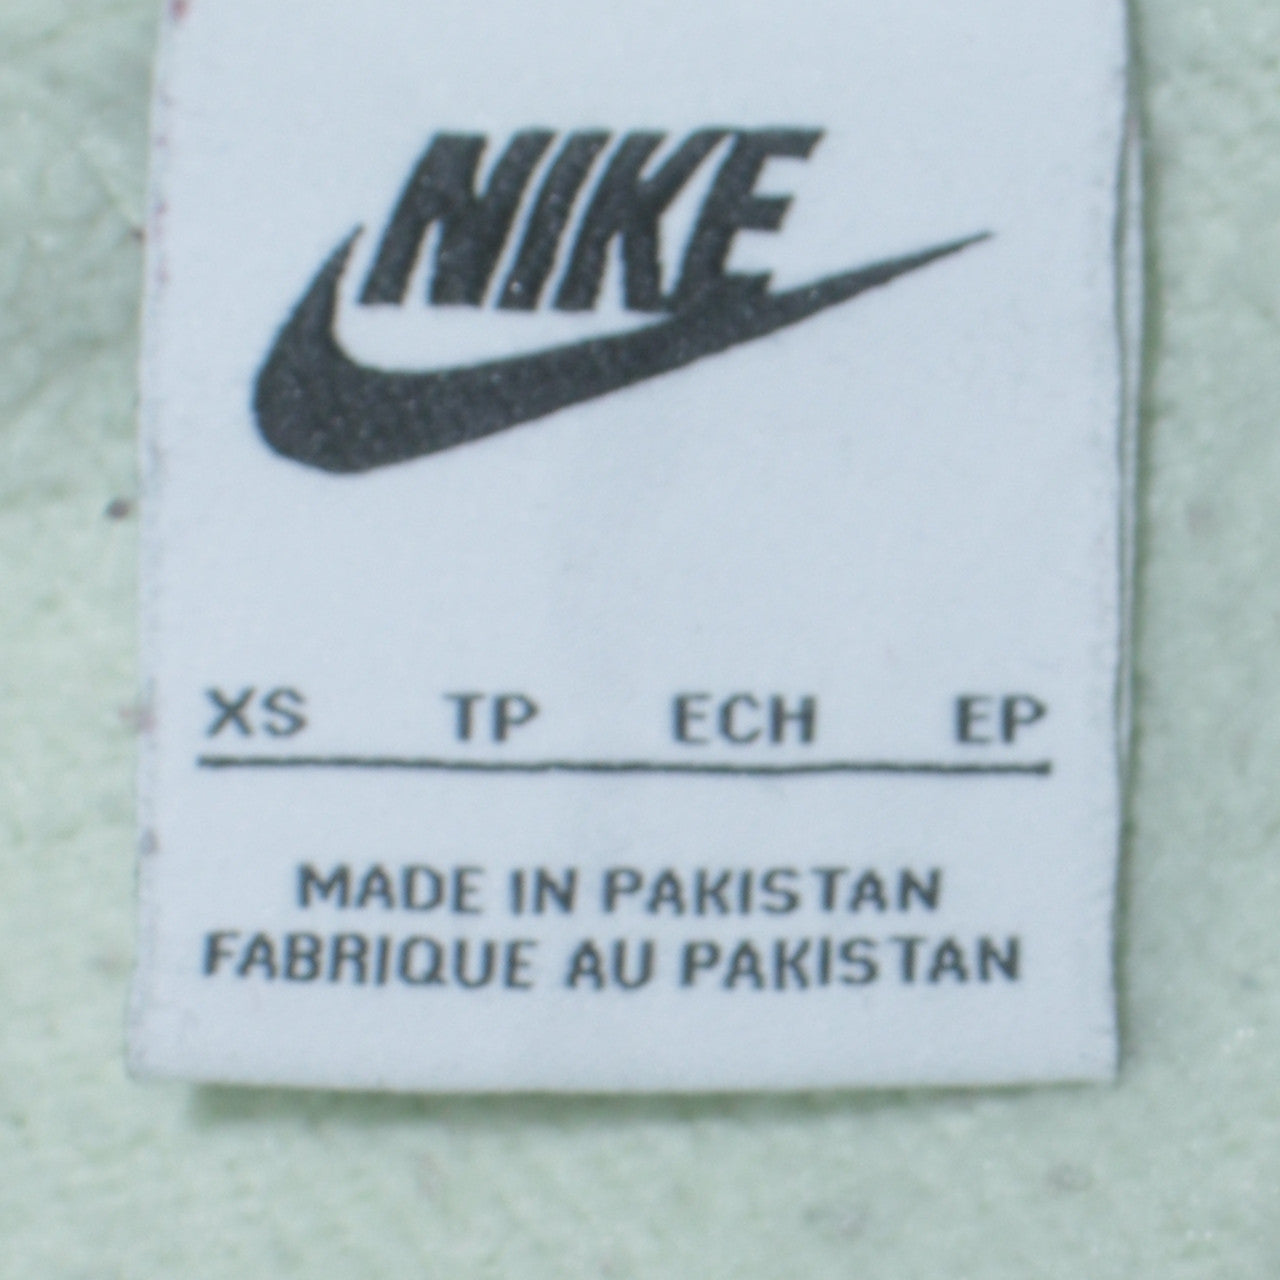 NIKE
XS TP ECH EP
MADE IN PAKISTAN
FABRIQUE AU PAKISTAN